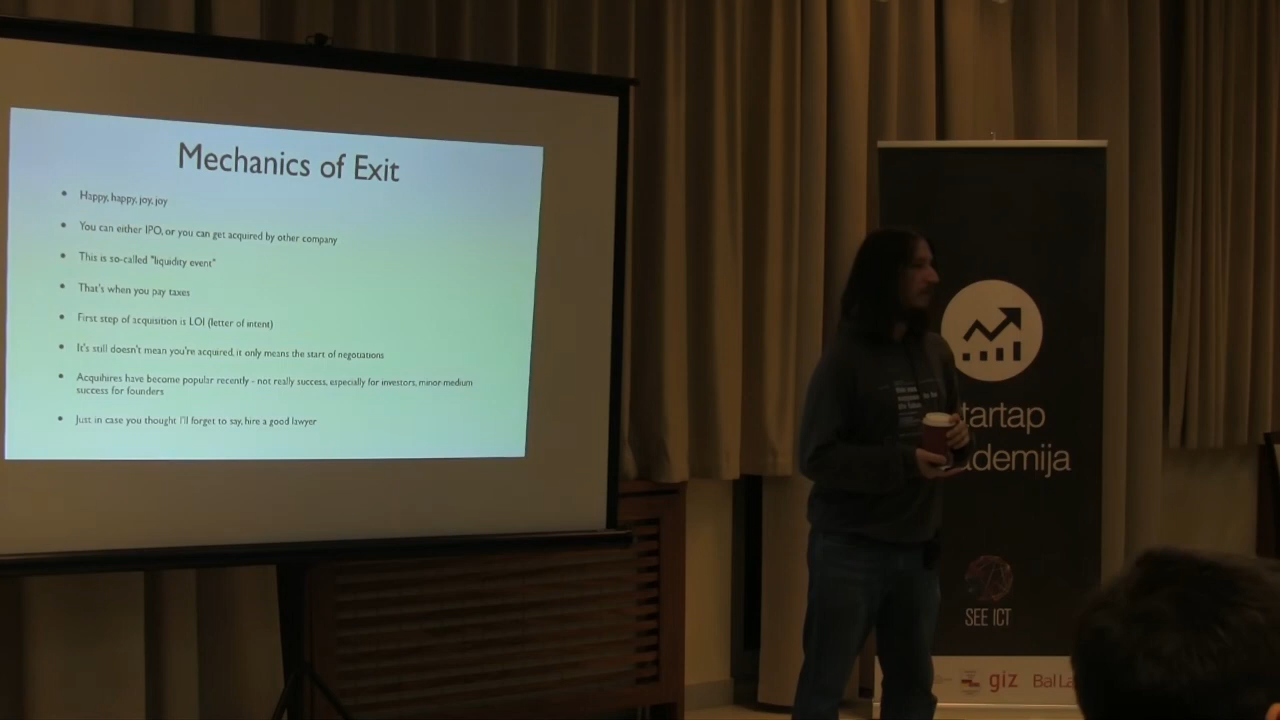 Mechanics of Exit
• Happy, happy, joy, joy
• You can either IPO, or you can get acquired by other company
• This is so-called "liquidity event"
• That's when you pay taxes
• First step of acquisition is LOI (letter of intent)
• It's still doesn't mean you're acquired, it only means the start of negotiations
• Acquihires have become popular recently - not really success, especially for investors, minor-medium
success for founders
• Just in case you thought I'll forget to say, hire a good lawyer
tartap
ademija
SEE ICT
giz Bal La